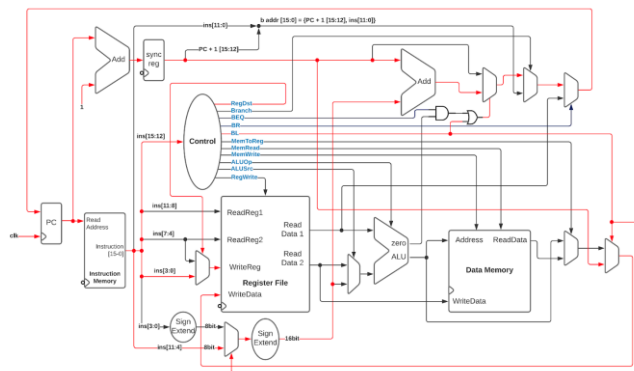 ins[11:0]
b addr [15:0] = (PC + 1 [15:12], ins[11:0])
Add
sync
reg
PC + 1 [15:12]
Add
1
RegDst
Branch
BEQ
BR
BL
MemToReg
MemRead
MemWrite
ALUOp
ALUSrc
RegWrite
ins[15:12]
Control
PC
clk
Read
Address
Instruction
[15-0]
Instruction
Memory
ins[11:8]
ReadReg1
ins[7:4]
ReadReg2
ins[3:0]
WriteReg
WriteData
Read
Data 1
Read
Data 2
Register File
zero
ALU
Address
ReadData
Data Memory
WriteData
ins[3:0]
Sign
Extend
8bit
ins[11:4]
8bit
Sign
Extend
16bit